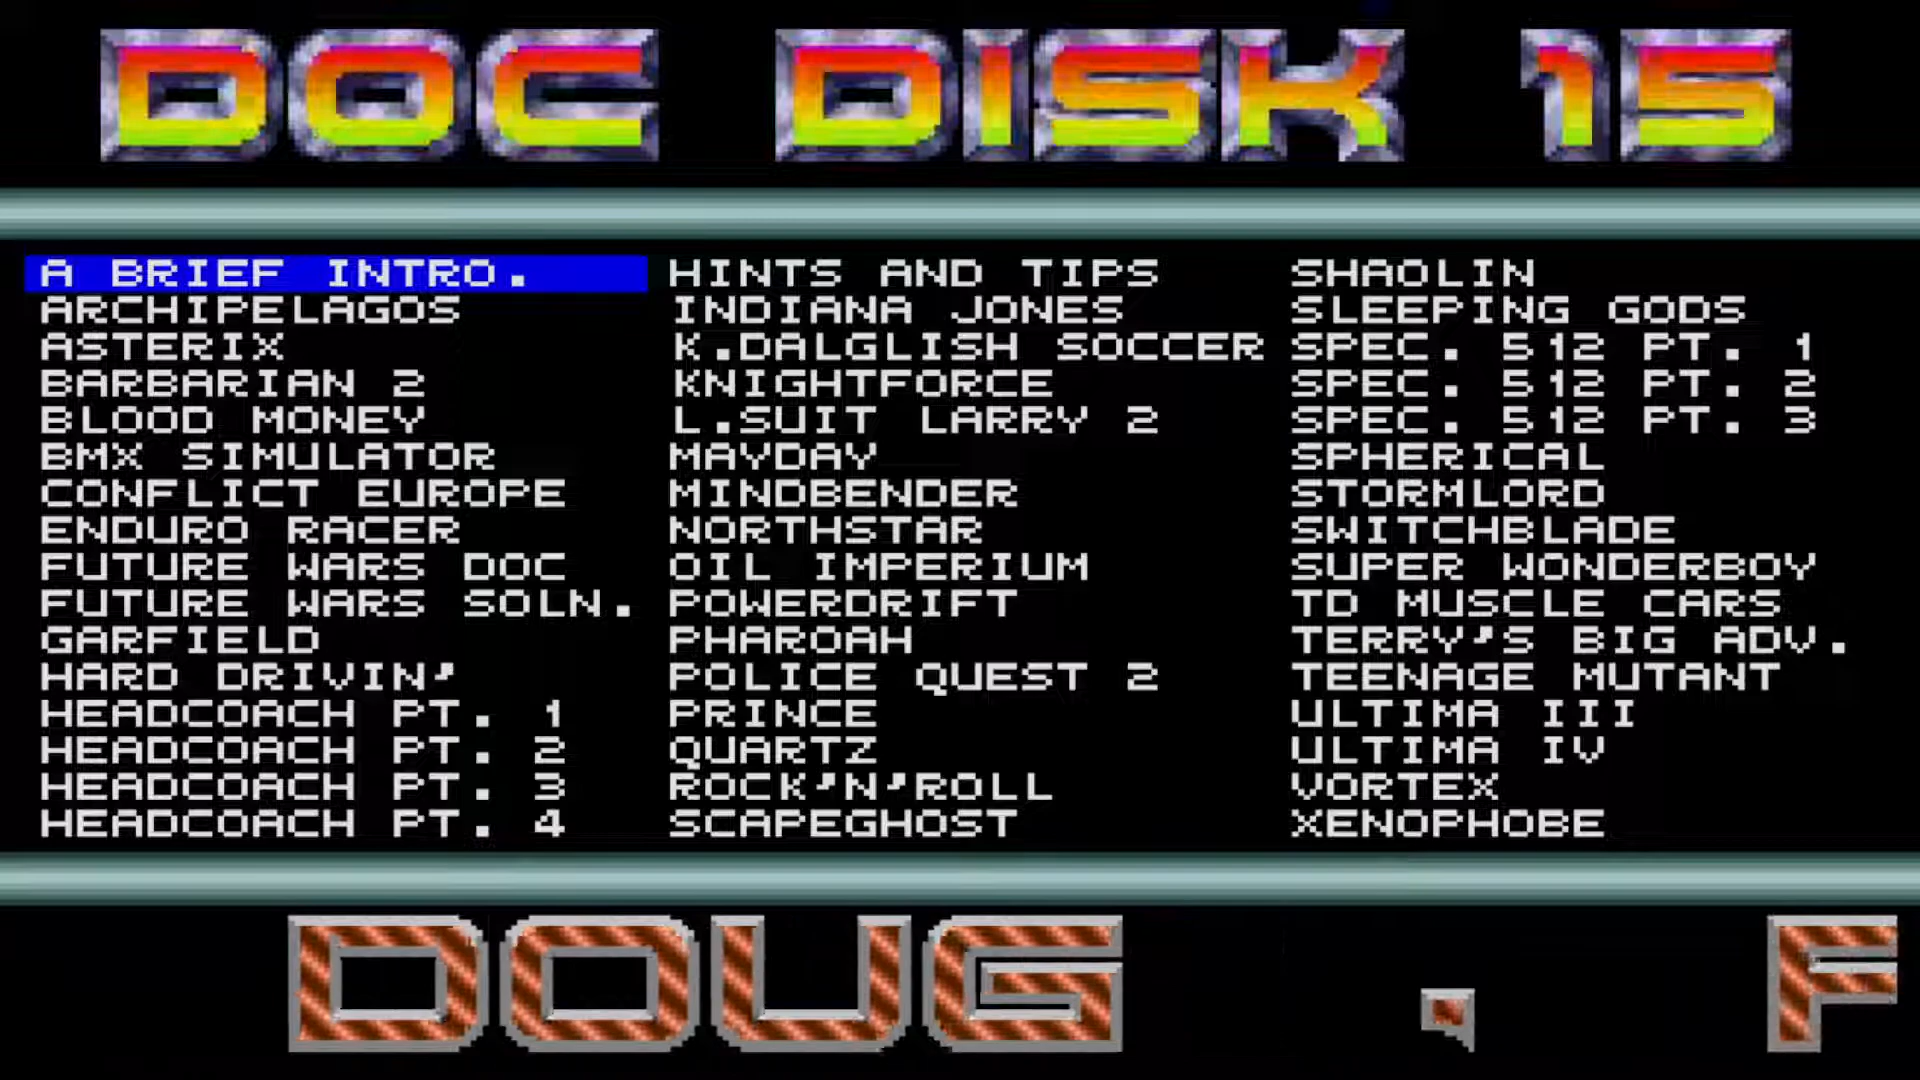 DOC DISK 15
A BRIEF INTRO.
ARCHIPELAGOS
ASTERIX
BARBARIAN 2
BLOOD MONEY
BMX SIMULATOR
CONFLICT EUROPE
ENDURO RACER
FUTURE WARS DOC
FUTURE WARS SOLN.
GARFIELD
HARD DRIVIN'
HEADCOACH PT. 1
HEADCOACH PT. 2
HEADCOACH PT. 3
HEADCOACH PT. 4
HINTS AND TIPS
INDIANA JONES
K.DALGLISH SOCCER
KNIGHTFORCE
L.SUIT LARRY 2
MAYDAY
MINDBENDER
NORTHSTAR
OIL IMPERIUM
POWERDRIFT
PHAROAH
POLICE QUEST 2
PRINCE
QUARTZ
ROCK'N'ROLL
SCAPEGHOST
SHAOLIN
SLEEPING GODS
SPEC. 512 PT. 1
SPEC. 512 PT. 2
SPEC. 512 PT. 3
SPHERICAL
STORMLORD
SWITCHBLADE
SUPER WONDERBOY
TD MUSCLE CARS
TERRY'S BIG ADV.
TEENAGE MUTANT
ULTIMA III
ULTIMA IV
VORTEX
XENOPHOBE
DOUG , F